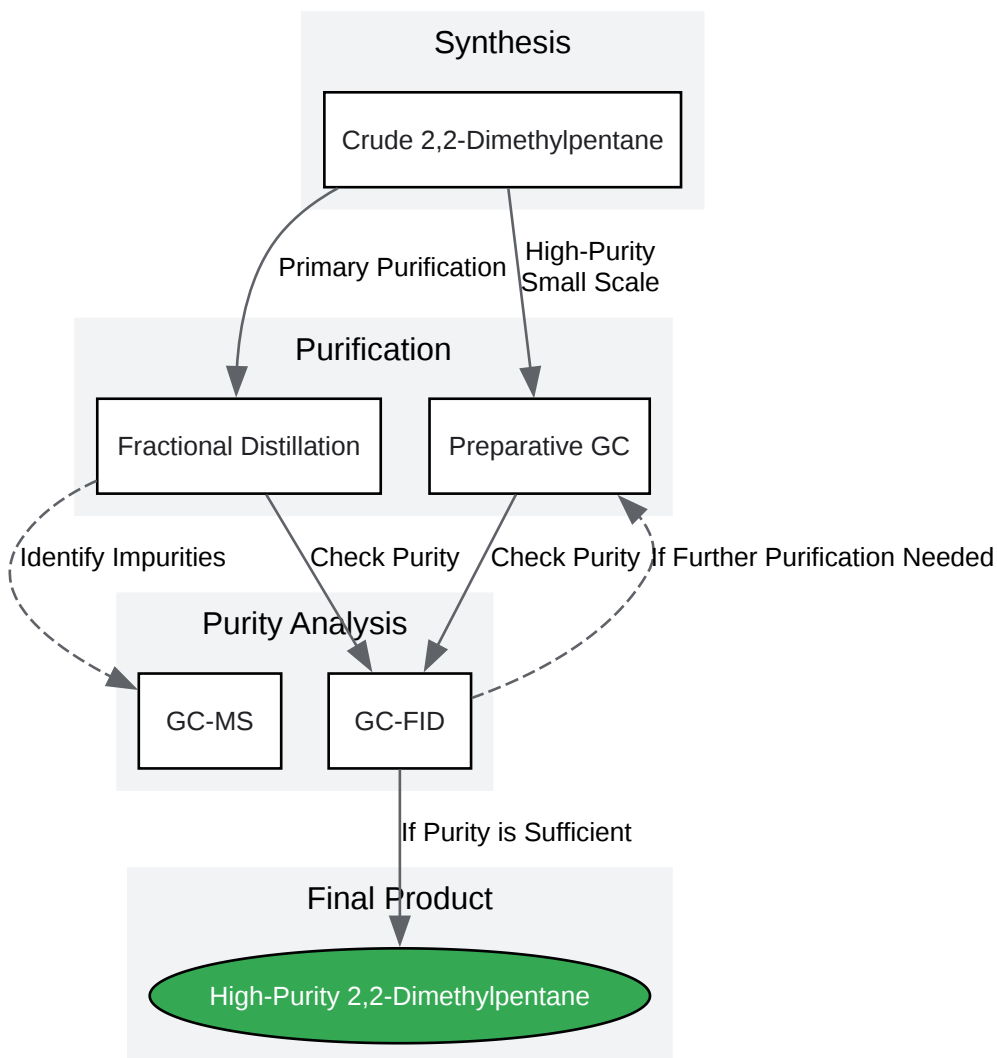 Synthesis
Crude 2,2-Dimethylpentane
Primary Purification
High-Purity
Small Scale
Purification
Fractional Distillation
Preparative GC
Identify Impurities
Check Purity
Check Purity
If Further Purification Needed
Purity Analysis
GC-MS
GC-FID
If Purity is Sufficient
Final Product
High-Purity 2,2-Dimethylpentane